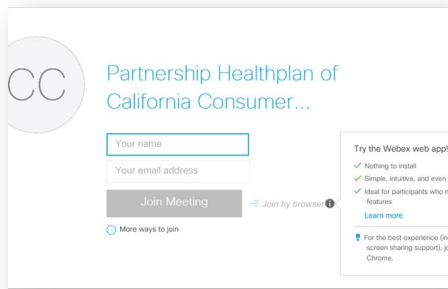 CC
Partnership Healthplan of
California Consumer...
Your name
Your email address
Join Meeting
Join by browser
More ways to join
Try the Webex web app!
Nothing to install
Simple, intuitive, and even
Ideal for participants who
features
Learn more
For the best experience
screen sharing support),
Chrome.